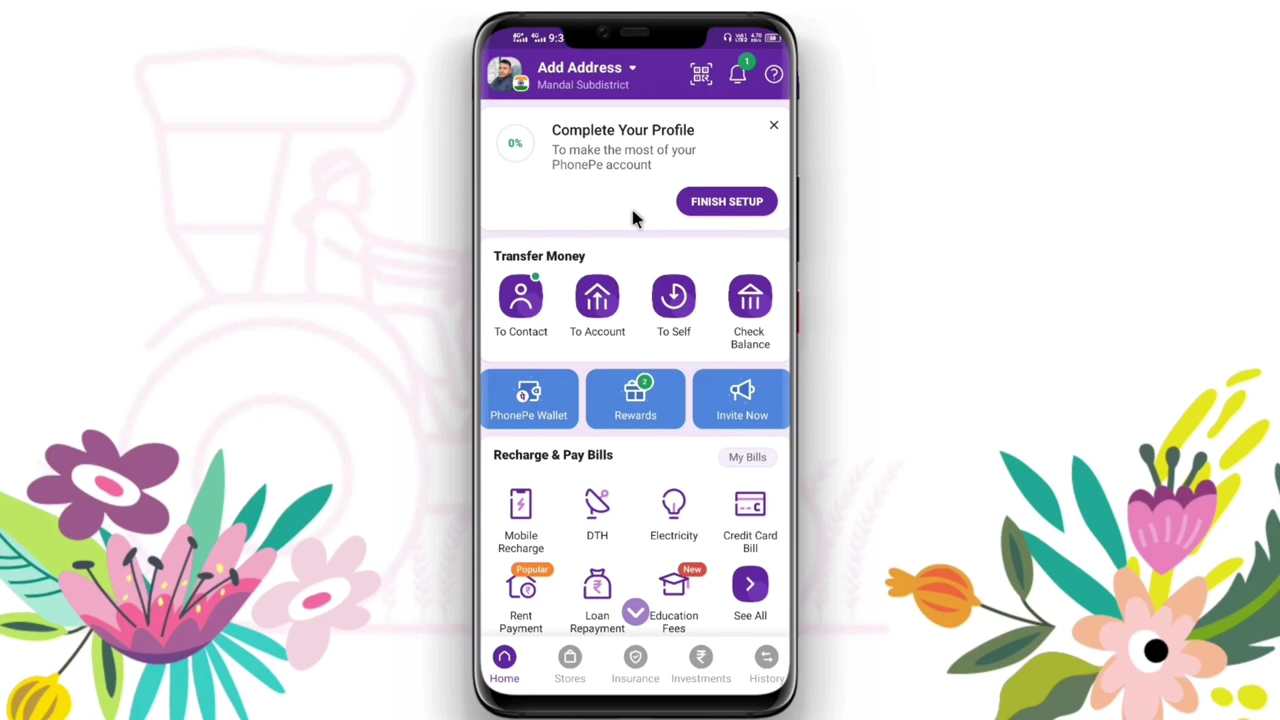 9:3
Add Address
Mandal Subdistrict
1
?
0%
Complete Your Profile
To make the most of your
PhonePe account
FINISH SETUP
Transfer Money
To Contact
To Account
To Self
Check
Balance
PhonePe Wallet
2
Rewards
Invite Now
Recharge & Pay Bills
My Bills
Mobile
Recharge
DTH
Electricity
Credit Card
Bill
Popular
Rent
Payment
Loan
Repayment
New
Education
Fees
See All
Home
Stores
Insurance
Investments
History